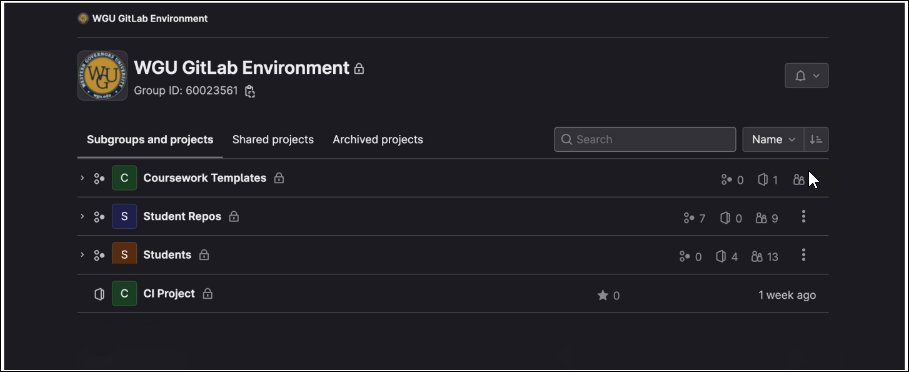 WGU GitLab Environment
WGU GitLab Environment
Group ID: 60023561
Subgroups and projects Shared projects Archived projects Search Name
C Coursework Templates 0 1
S Student Repos 7 0 9
S Students 0 4 13
C CI Project 0 1 week ago